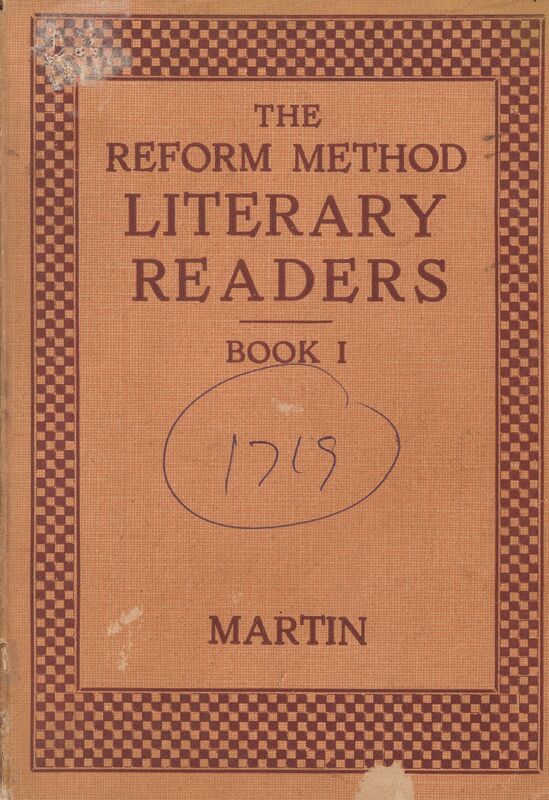 THE
REFORM METHOD
LITERARY
READERS
BOOK I
1719
MARTIN